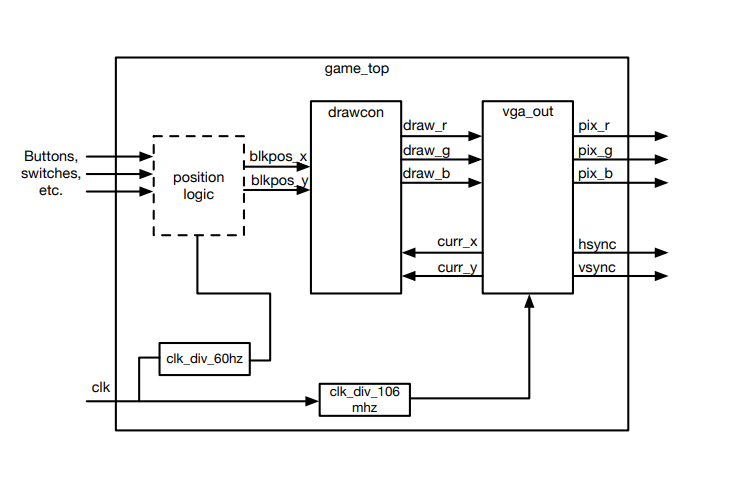 game_top
drawcon
vga_out
draw_r
pix_r
Buttons,
switches,
etc.
position
logic
blkpos_x
blkpos_y
draw_g
pix_g
draw_b
pix_b
curr_x
hsync
curr_y
vsync
clk_div_60hz
clk
clk_div_106
mhz